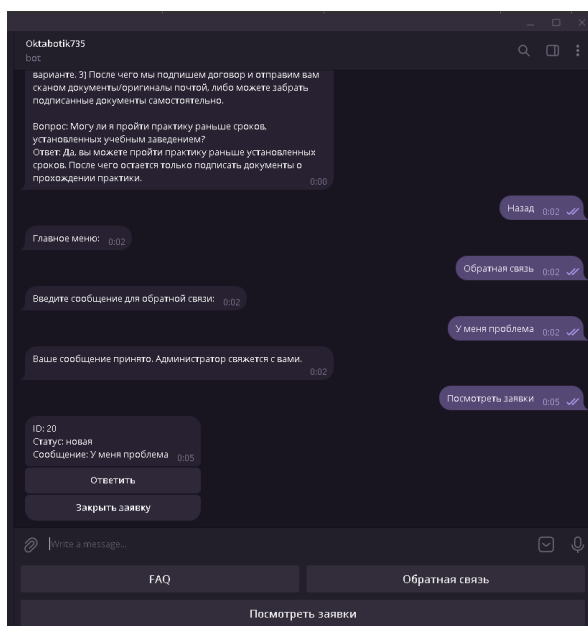 Oktabotik735
bot
варианте. 3] После чего мы подпишем договор и отправим вам
сканом документы/оригиналы почтой, либо можете забрать
подписанные документы самостоятельно.
Вопрос: Могу ли я пройти практику раньше сроков,
установленных учебным заведением?
Ответ: Да, вы можете пройти практику раньше установленных
сроков. После чего остается только подписать документы о
прохождении практики. 0:00
Назад 0:02
Главное меню: 0:02
Обратная связь 0:02
Введите сообщение для обратной связи: 0:02
У меня проблема 0:02
Ваше сообщение принято. Администратор свяжется с вами.
0:02
Посмотреть заявки 0:05
ID: 20
Статус: новая
Сообщение: У меня проблема 0:05
Ответить
Закрыть заявку
Write a message...
FAQ
Обратная связь
Посмотреть заявки